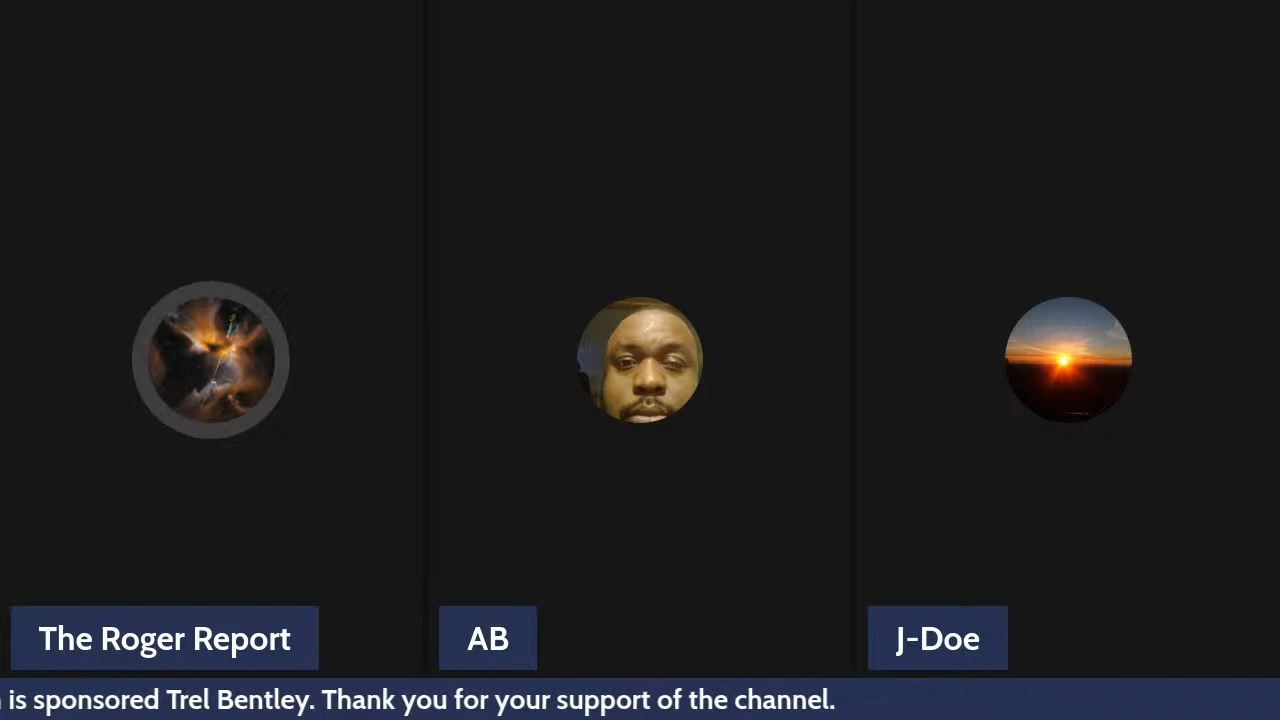 The Roger Report
AB
J-Doe
is sponsored Trel Bentley. Thank you for your support of the channel.